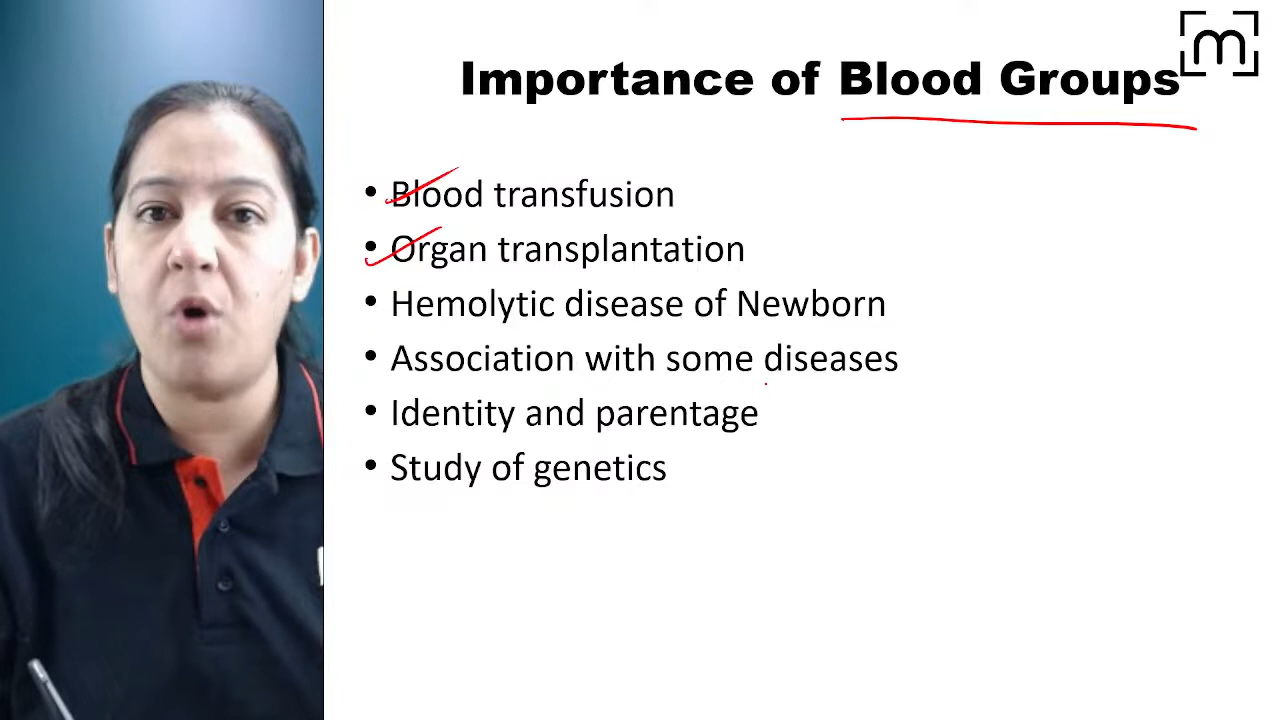 Importance of Blood Groups
• Blood transfusion
• Organ transplantation
• Hemolytic disease of Newborn
• Association with some diseases
• Identity and parentage
• Study of genetics
m